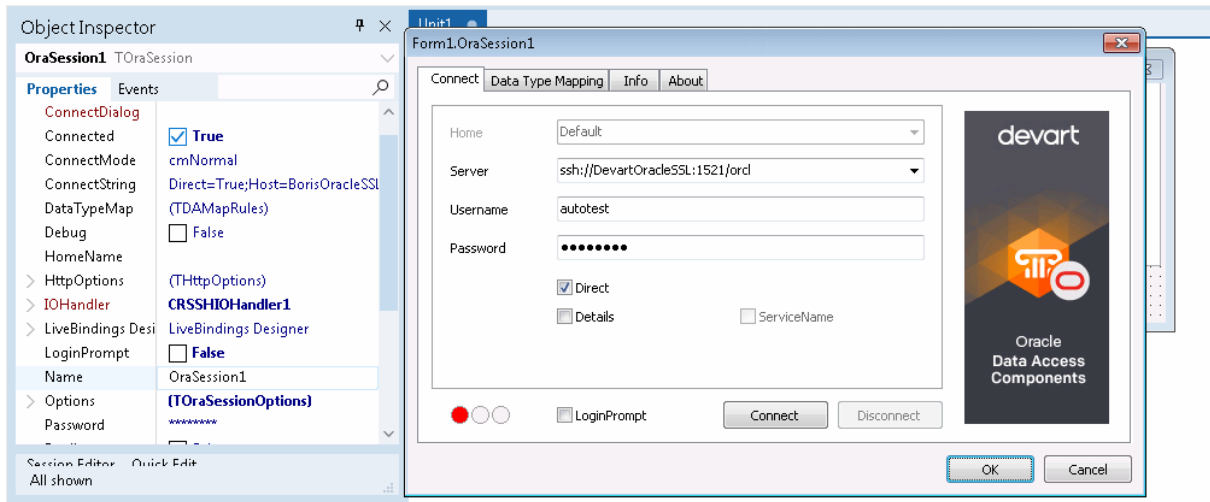 Object Inspector
OraSession1 TOraSession
Properties Events
ConnectDialog
Connected True
ConnectMode cmNormal
ConnectString Direct=True;Host=BorisOracleSSL
DataTypeMap (TDAMapRules)
Debug False
HomeName
HttpOptions (THttpOptions)
IOHandler CRSSHIOHandler1
LiveBindings Desi LiveBindings Designer
LoginPrompt False
Name OraSession1
Options (TOraSessionOptions)
Password ********
Session Editor Quick Edit
All shown
Unit1
Form1.OraSession1
Connect Data Type Mapping Info About
Home Default
Server ssh://DevartOracleSSL:1521/orcl
Username autotest
Password ●●●●●●●●
Direct
Details ServiceName
LoginPrompt Connect Disconnect
devart
Oracle
Data Access
Components
OK Cancel